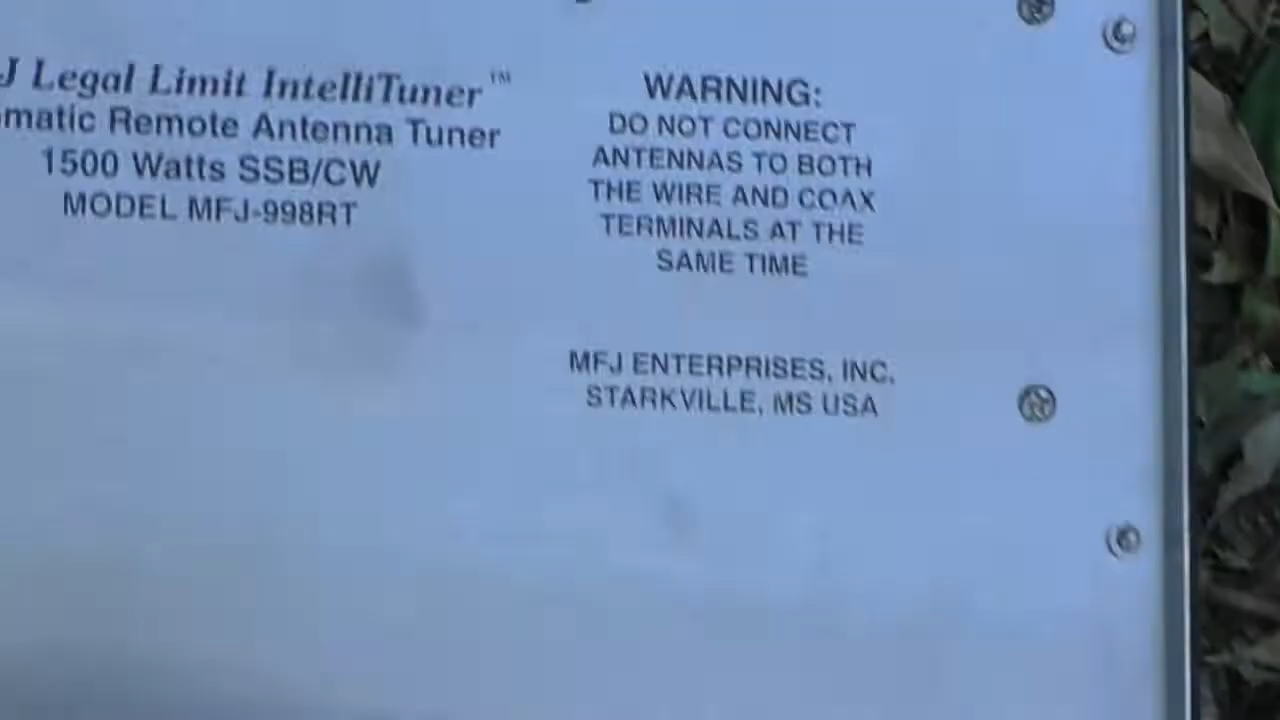 J Legal Limit IntelliTuner™
matic Remote Antenna Tuner
1500 Watts SSB/CW
MODEL MFJ-998RT
WARNING:
DO NOT CONNECT
ANTENNAS TO BOTH
THE WIRE AND COAX
TERMINALS AT THE
SAME TIME
MFJ ENTERPRISES, INC.
STARKVILLE, MS USA